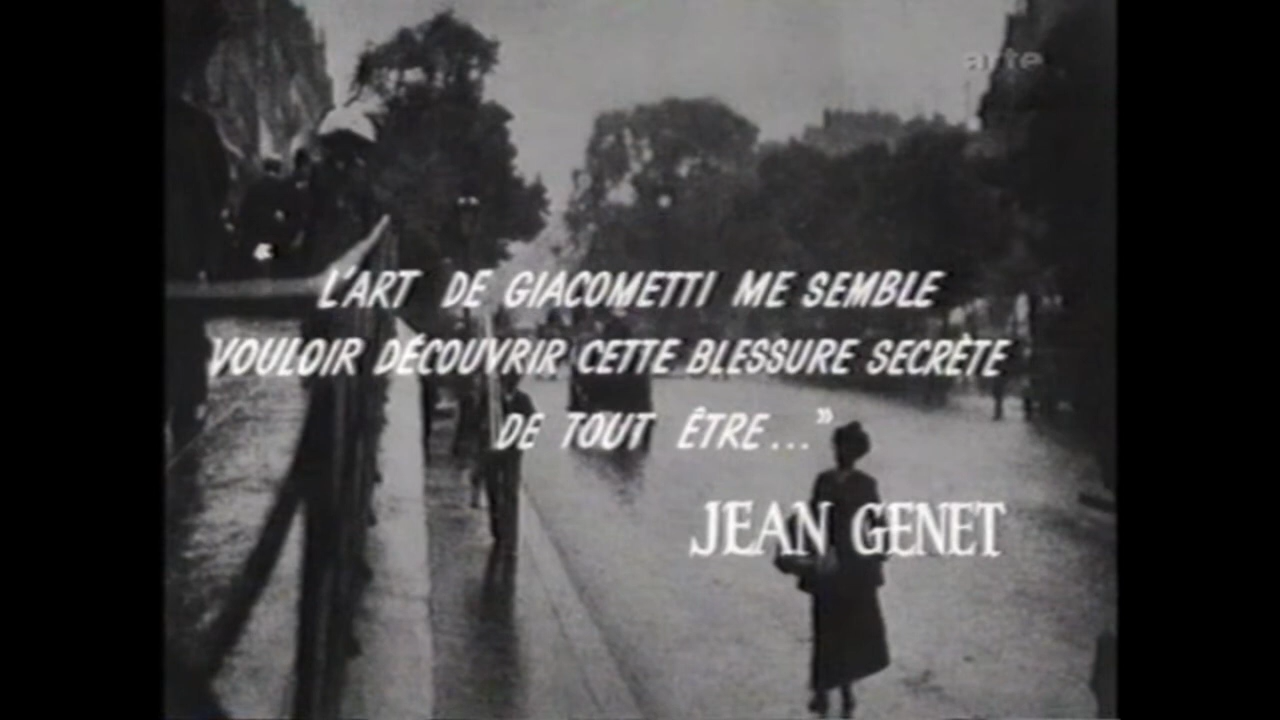 arte
L'ART DE GIACOMETTI ME SEMBLE
VOULOIR DÉCOUVRIR CETTE BLESSURE SECRÈTE
DE TOUT ÊTRE..."
JEAN GENET